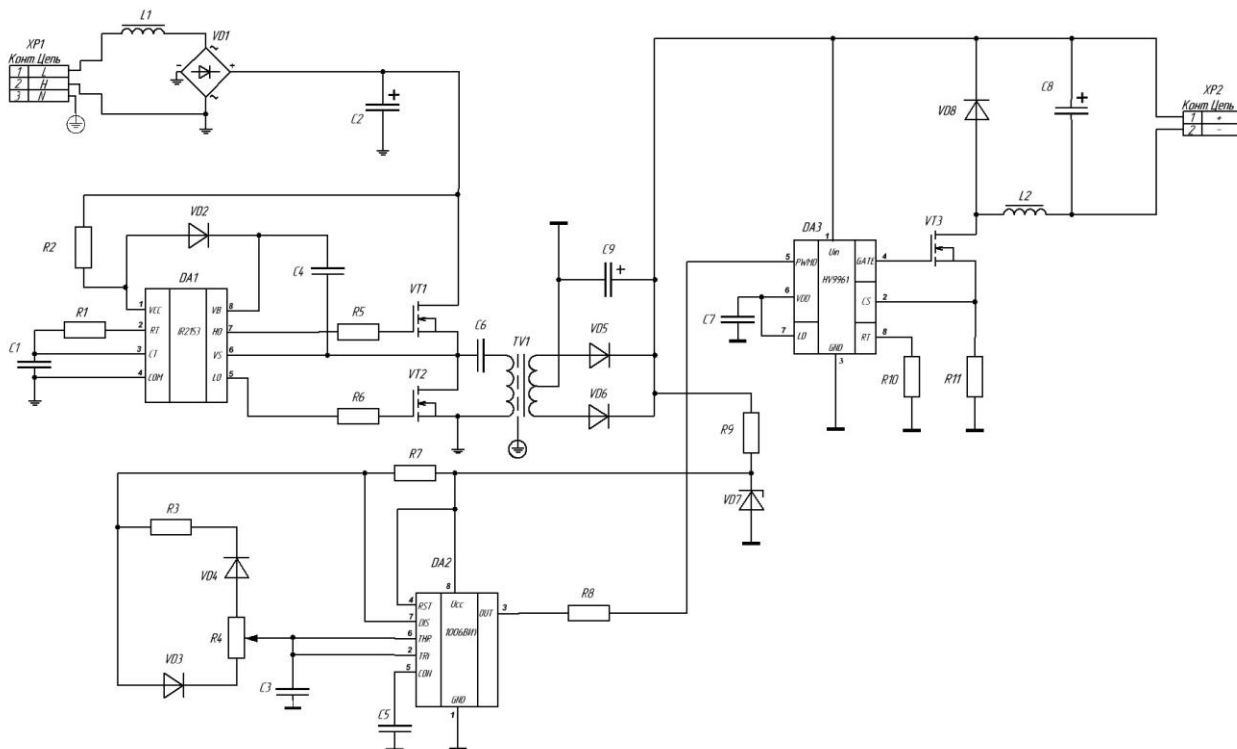 L1
XP1
Конт Цепь
1 L
2 H
3 N
VD1
~
-
+
~
C2
+
VD8
C8
+
XP2
Конт Цепь
1 +
2 -
L2
R2
VD2
C4
DA1
1 VCC
2 RT
3 CT
4 COM
IR2153
VB 8
HO 7
VS 6
LO 5
R1
C1
R5
VT1
C6
TV1
VT2
R6
C9
+
VD5
VD6
DA3
1
Uin
5 PWMD
HV9961
GATE 4
6 VDD
CS 2
7 LD
RT 8
GND
3
VT3
C7
R10
R11
R9
VD7
R7
R3
VD4
R4
VD3
C3
DA2
8
4 RST
Ucc
7 DIS
OUT 3
6 THR
1006ВИ1
2 TRI
5 CON
GND
1
C5
R8